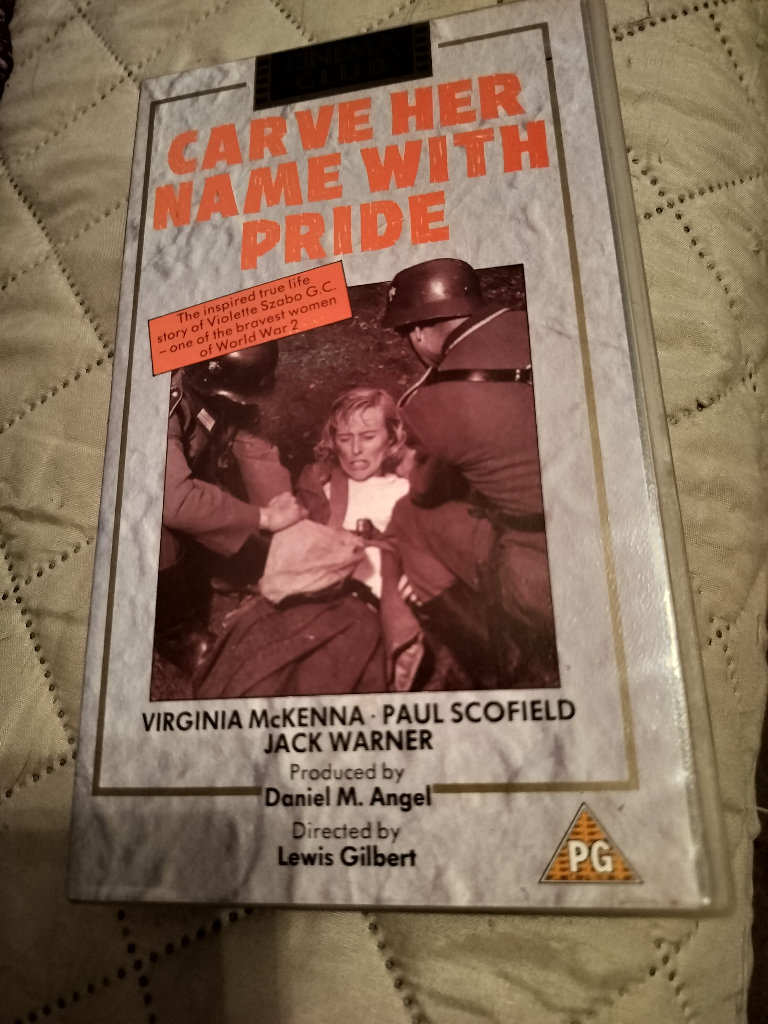 CINEMA
CLUB
CARVE HER
NAME WITH
PRIDE
The inspired true life
story of Violette Szabo G.C.
– one of the bravest women
of World War 2
VIRGINIA McKENNA · PAUL SCOFIELD
JACK WARNER
Produced by
Daniel M. Angel
Directed by
Lewis Gilbert
PG